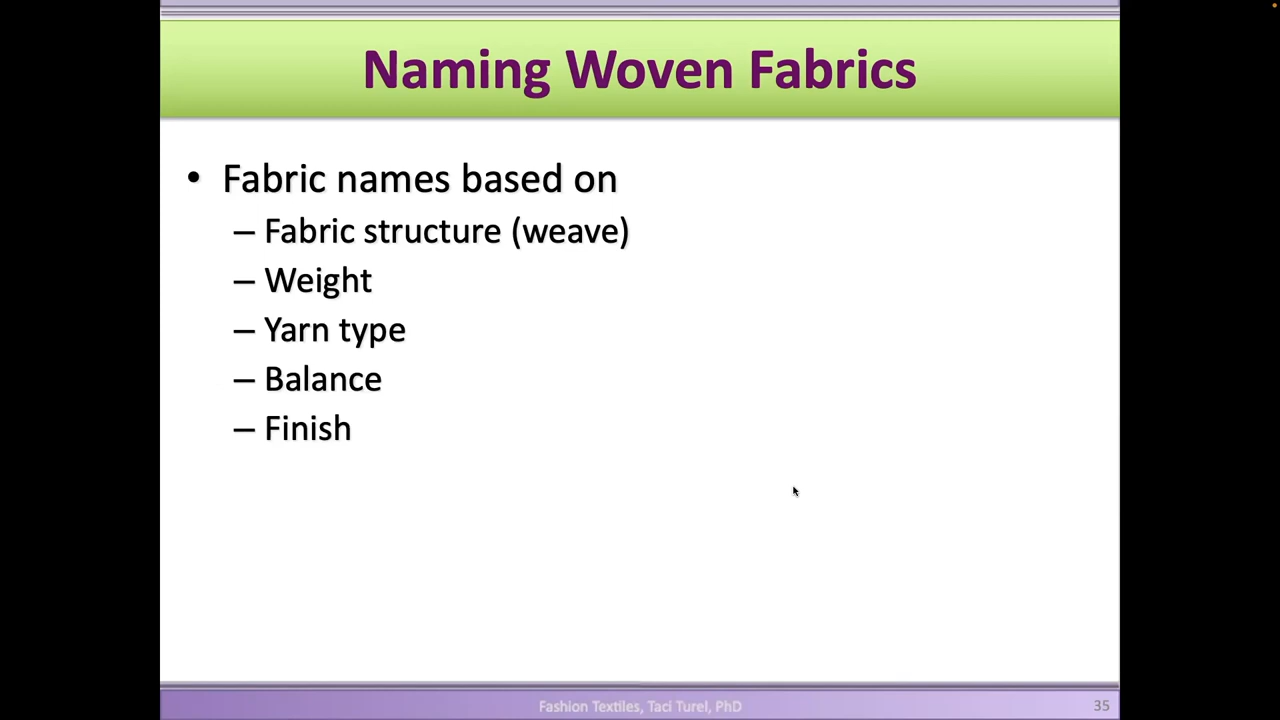 Naming Woven Fabrics
• Fabric names based on
– Fabric structure (weave)
– Weight
– Yarn type
– Balance
– Finish
Fashion Textiles, Taci Turel, PhD
35